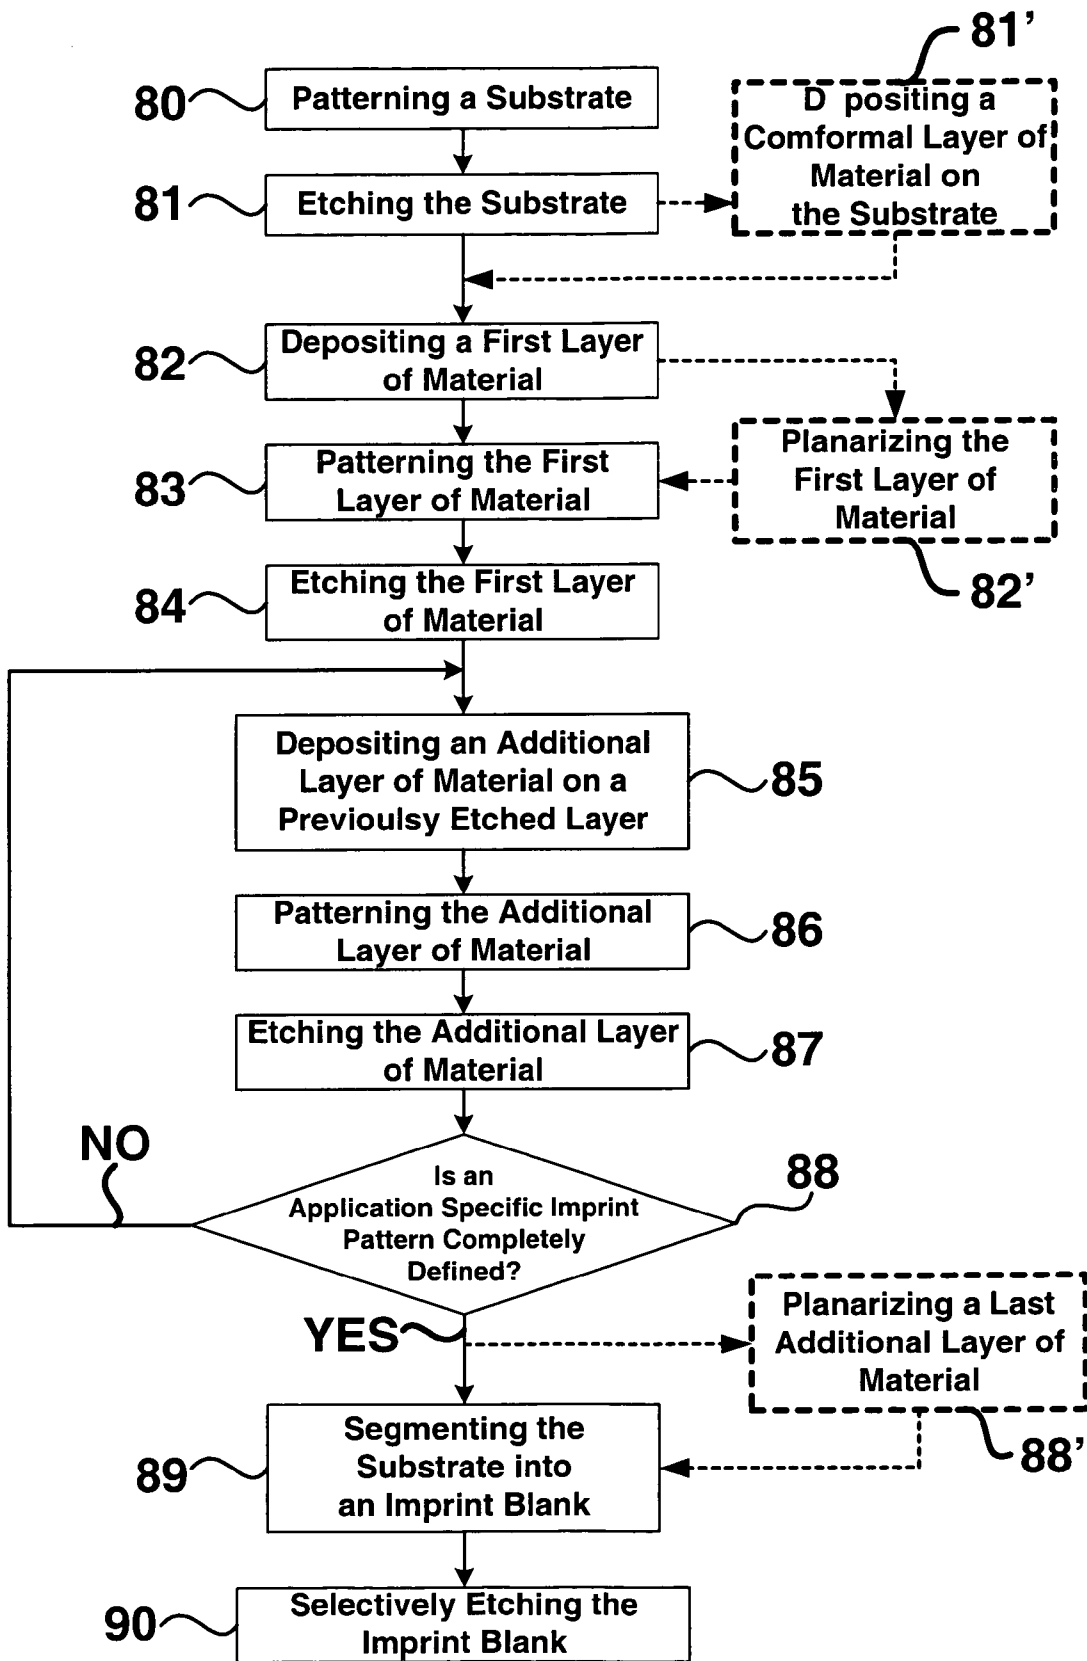 81’
80
Patterning a Substrate
D positing a
Comformal Layer of
Material on
the Substrate
81
Etching the Substrate
82
Depositing a First Layer
of Material
83
Patterning the First
Layer of Material
Planarizing the
First Layer of
Material
82’
84
Etching the First Layer
of Material
Depositing an Additional
Layer of Material on a
Previoulsy Etched Layer
85
Patterning the Additional
Layer of Material
86
Etching the Additional Layer
of Material
87
NO
Is an
Application Specific Imprint
Pattern Completely
Defined?
88
YES
Planarizing a Last
Additional Layer of
Material
88’
89
Segmenting the
Substrate into
an Imprint Blank
90
Selectively Etching the
Imprint Blank